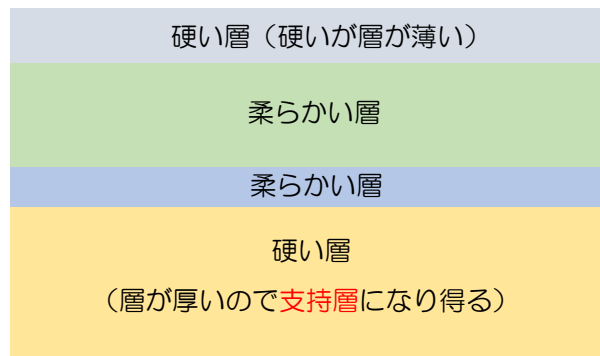 硬い層（硬いが層が薄い）
柔らかい層
柔らかい層
硬い層
（層が厚いので支持層になり得る）